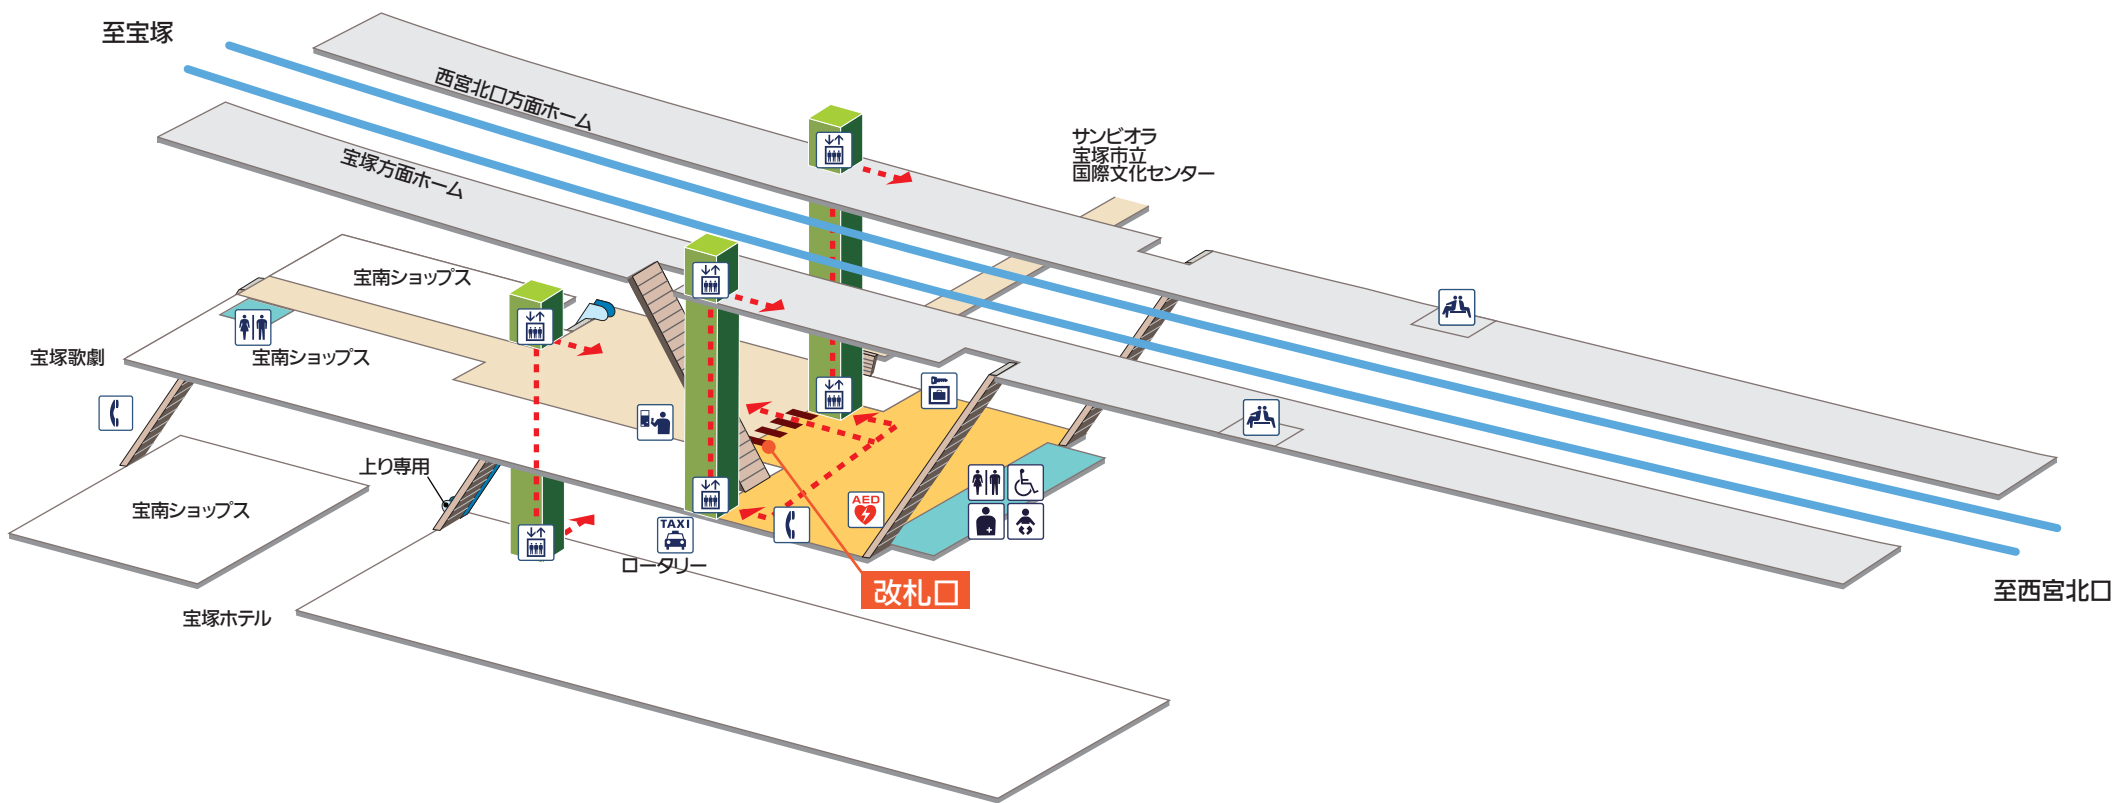 至宝塚
西宮北口方面ホーム
宝塚方面ホーム
サンビオラ
宝塚市立
国際文化センター
宝南ショップス
宝南ショップス
宝塚歌劇
上り専用
宝南ショップス
AED
TAXI
ロータリー
改札口
至西宮北口
宝塚ホテル